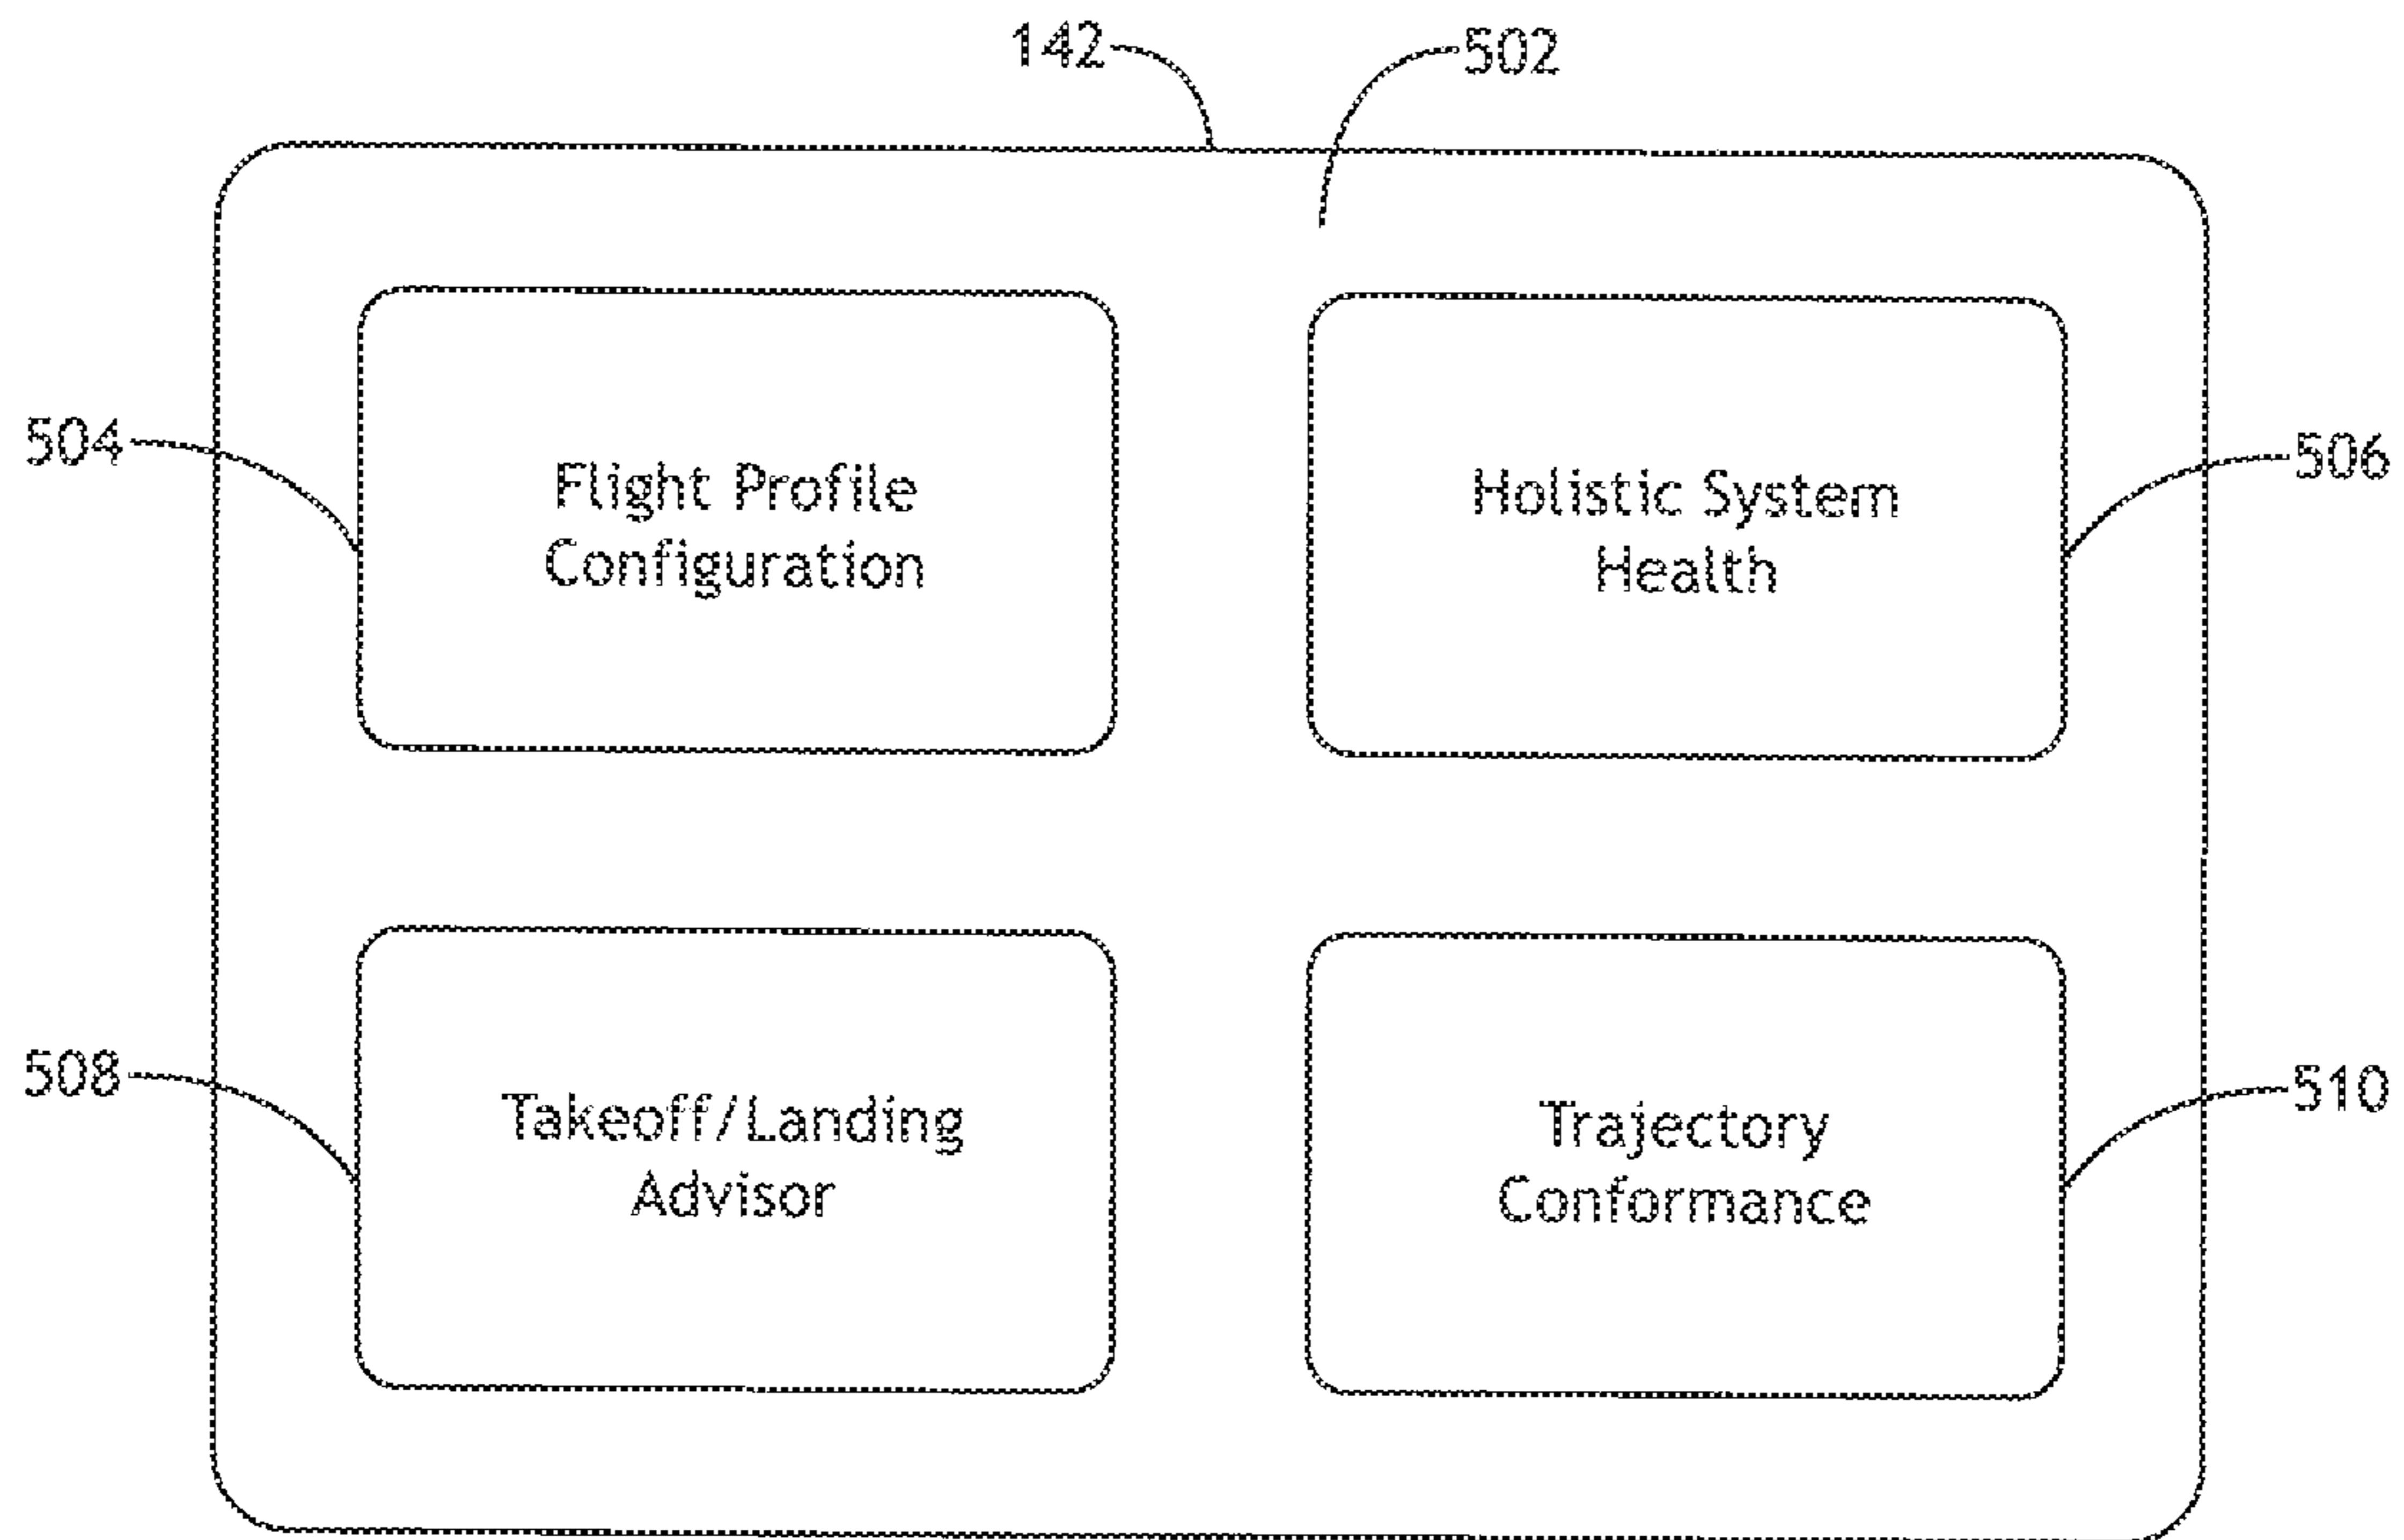 142
502
504
Flight Profile
Configuration
Holistic System
Health
506
508
Takeoff/Landing
Advisor
Trajectory
Conformance
510